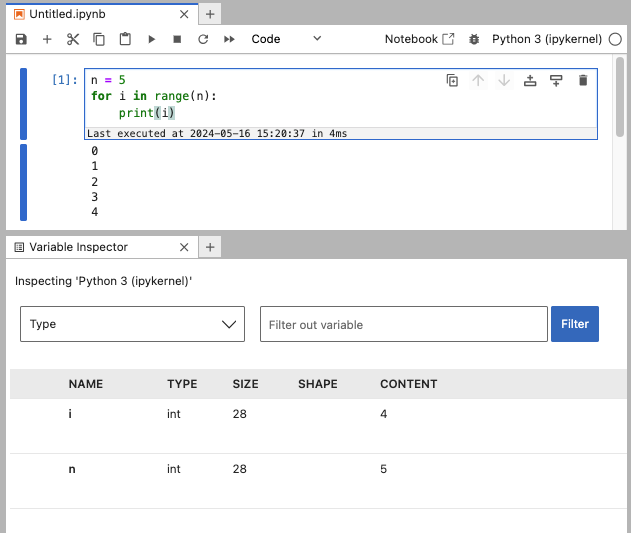 Untitled.ipynb
Code
Notebook
Python 3 (ipykernel)
[1]:
n = 5
for i in range(n):
    print(i)
Last executed at 2024-05-16 15:20:37 in 4ms
0
1
2
3
4
Variable Inspector
Inspecting 'Python 3 (ipykernel)'
Type
Filter out variable
Filter
NAME TYPE SIZE SHAPE CONTENT
i int 28 4
n int 28 5